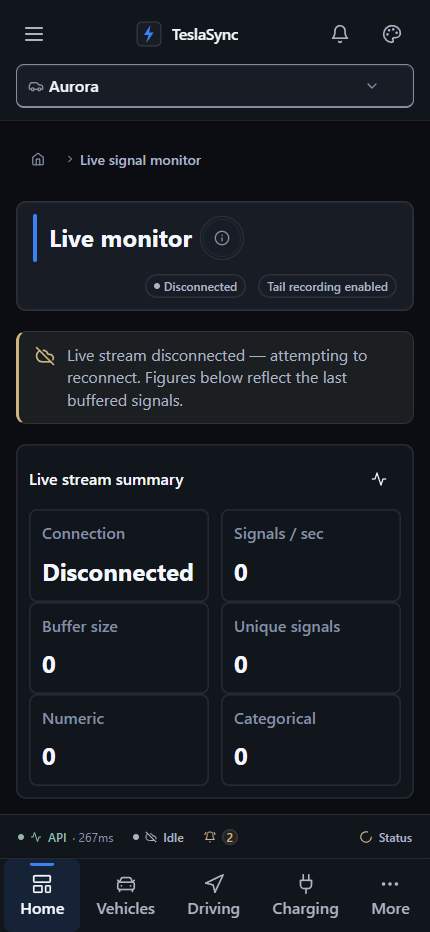 TeslaSync
Aurora
Live signal monitor
Live monitor
Disconnected
Tail recording enabled
Live stream disconnected — attempting to
reconnect. Figures below reflect the last
buffered signals.
Live stream summary
Connection
Disconnected
Signals / sec
0
Buffer size
0
Unique signals
0
Numeric
0
Categorical
0
API · 267ms
Idle
2
Status
Home
Vehicles
Driving
Charging
More